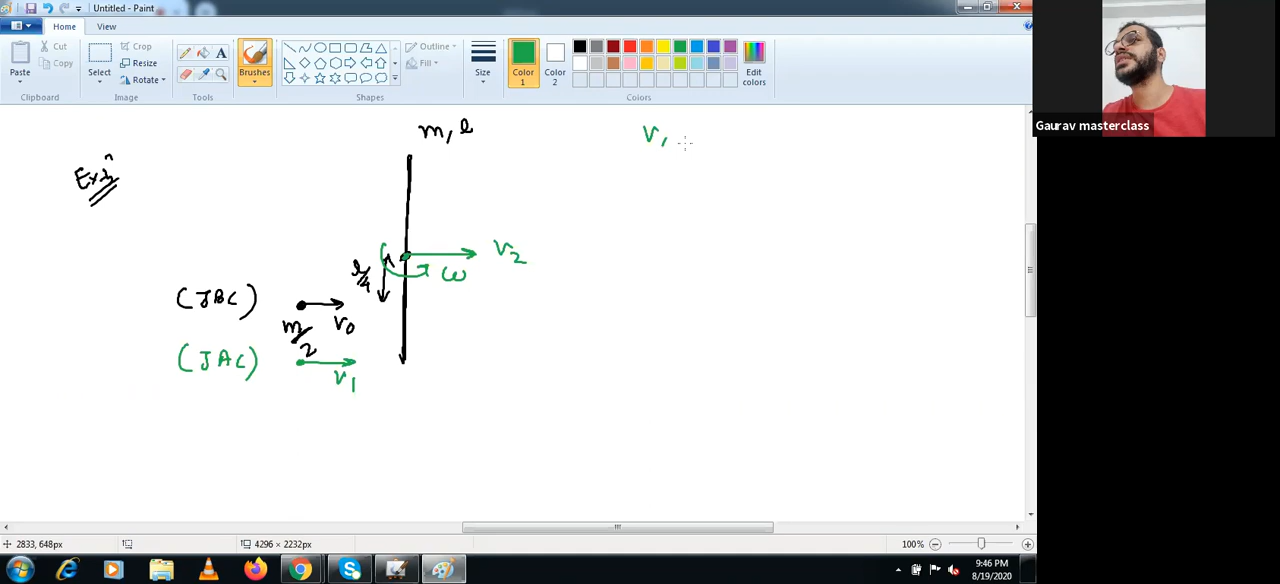 Untitled - Paint
Home
View
Paste
Cut
Copy
Clipboard
Select
Crop
Resize
Rotate
Image
A
Tools
Brushes
Shapes
Outline
Fill
Size
Color 1
Color 2
Edit colors
Colors
Gaurav masterclass
m, l
v,
Exⁿ
v₂
l/4
ω
(JBC)
m/2
v₀
(JAC)
v₁
2833, 648px
4296 × 2232px
100%
9:46 PM
8/19/2020